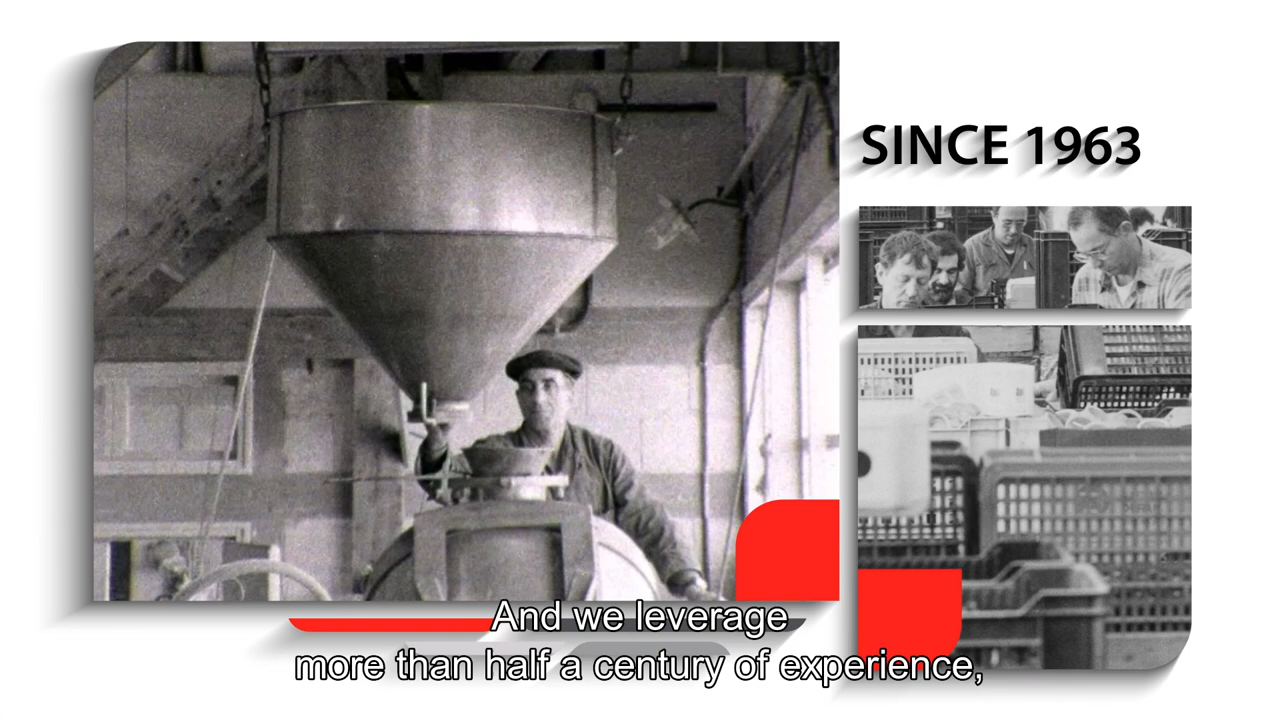 SINCE 1963
And we leverage
more than half a century of experience,